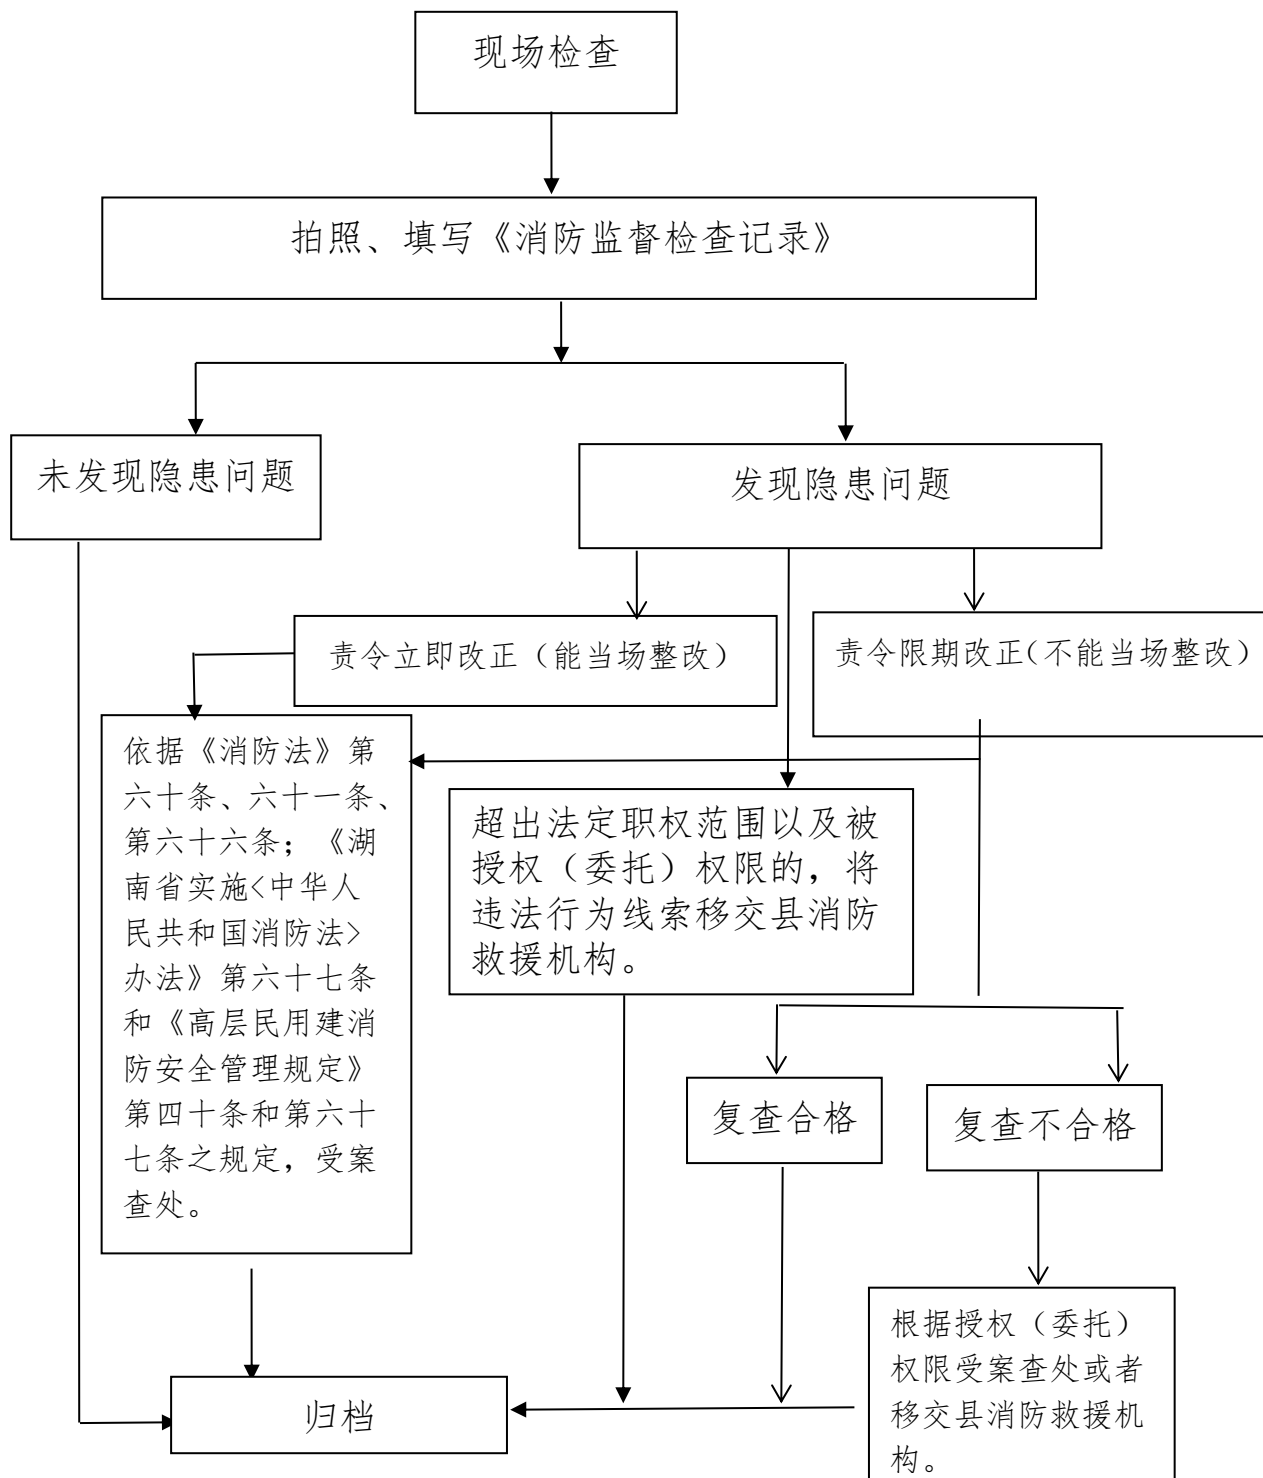 现场检查
拍照、填写《消防监督检查记录》
未发现隐患问题
发现隐患问题
责令立即改正（能当场整改）
责令限期改正（不能当场整改）
依据《消防法》第
六十条、六十一条、
第六十六条；《湖
南省实施<中华人
民共和国消防法>
办法》第六十七条
和《高层民用建消
防安全管理规定》
第四十条和第六十
七条之规定，受案
查处。
超出法定职权范围以及被
授权（委托）权限的，将
违法行为线索移交县消防
救援机构。
复查合格
复查不合格
根据授权（委托）
权限受案查处或者
移交县消防救援机
构。
归档